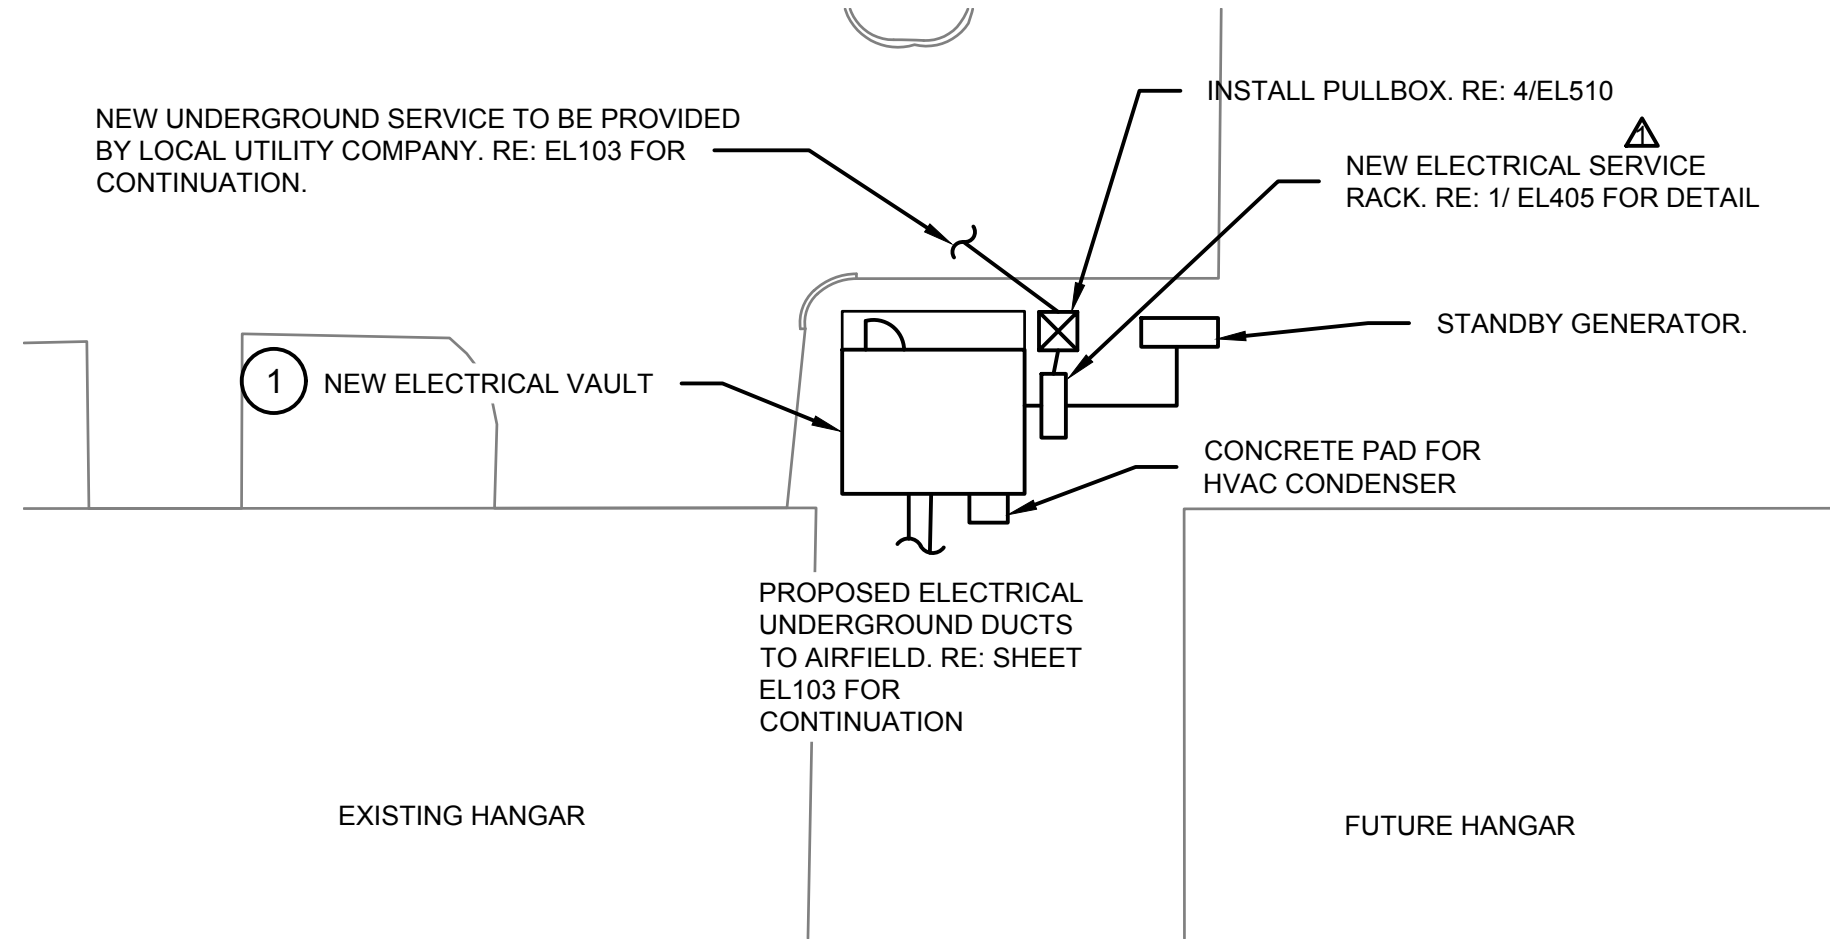 INSTALL PULLBOX. RE: 4/EL510
NEW UNDERGROUND SERVICE TO BE PROVIDED
BY LOCAL UTILITY COMPANY. RE: EL103 FOR
CONTINUATION.
1
NEW ELECTRICAL SERVICE
RACK. RE: 1/ EL405 FOR DETAIL
STANDBY GENERATOR.
1
NEW ELECTRICAL VAULT
CONCRETE PAD FOR
HVAC CONDENSER
PROPOSED ELECTRICAL
UNDERGROUND DUCTS
TO AIRFIELD. RE: SHEET
EL103 FOR
CONTINUATION
EXISTING HANGAR
FUTURE HANGAR